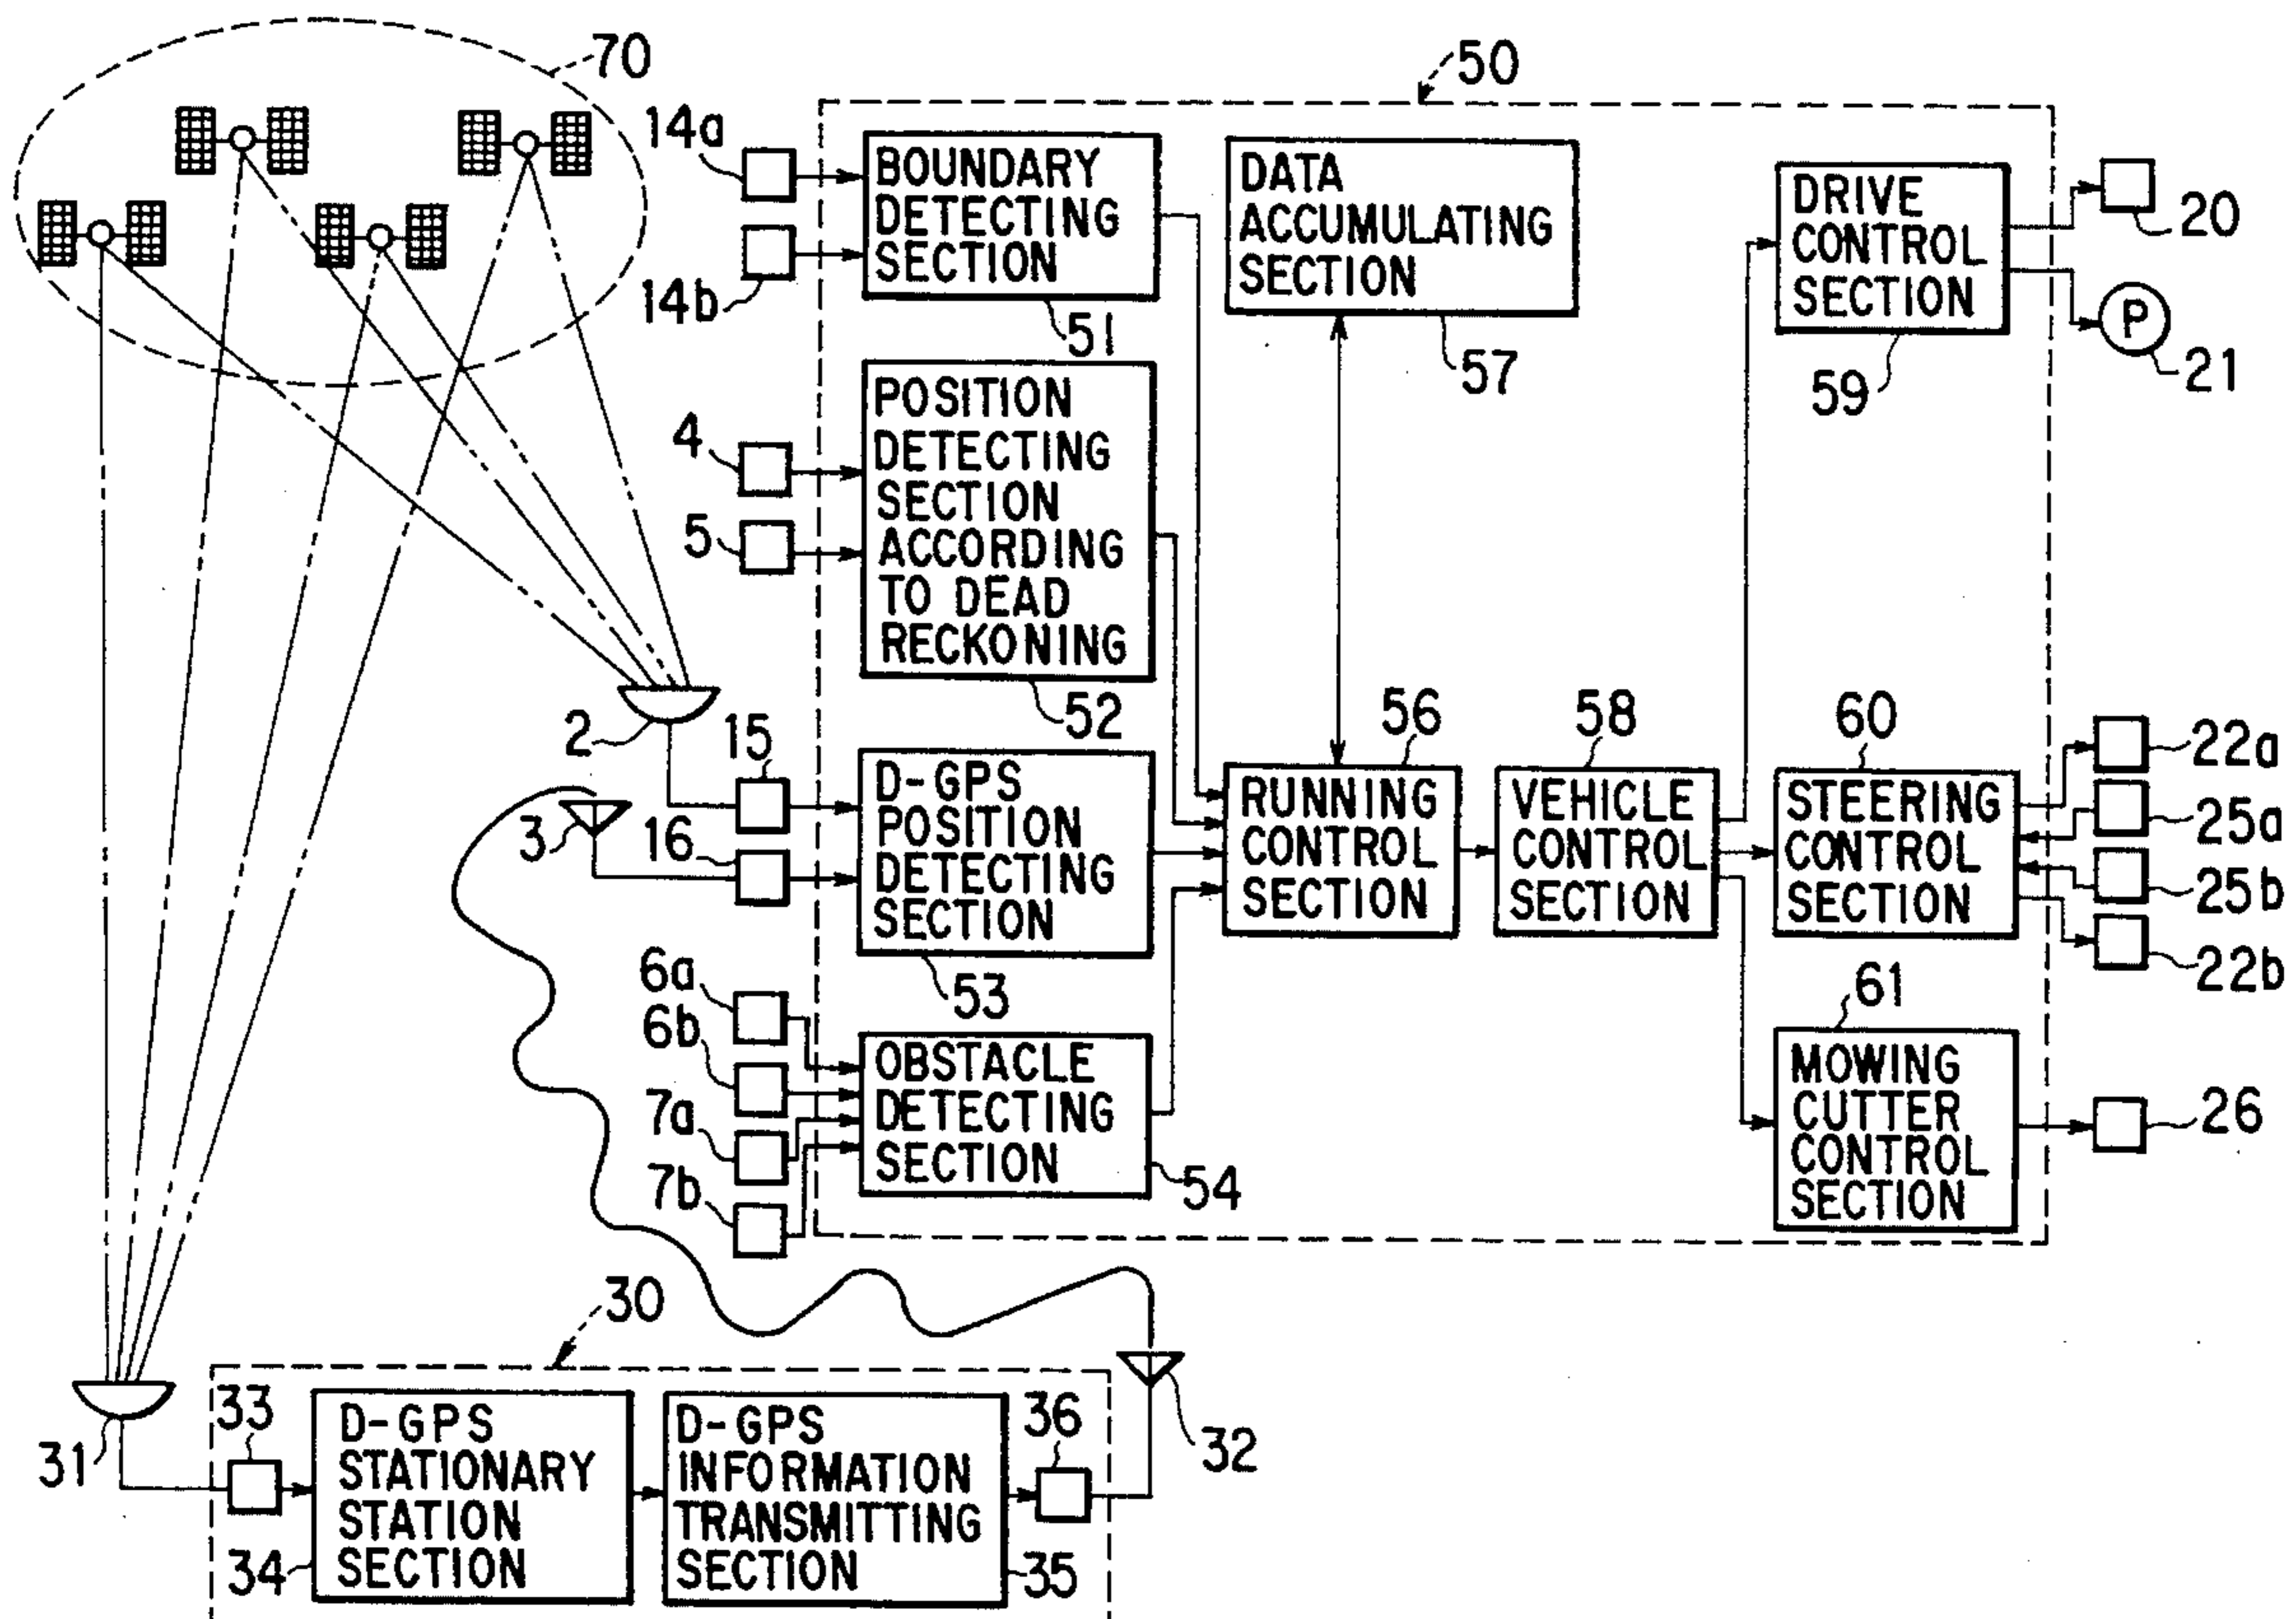 70
50
14a
14b
BOUNDARY
DETECTING
SECTION
51
DATA
ACCUMULATING
SECTION
57
DRIVE
CONTROL
SECTION
59
20
P
21
4
5
POSITION
DETECTING
SECTION
ACCORDING
TO DEAD
RECKONING
52
2
15
3
16
D-GPS
POSITION
DETECTING
SECTION
53
56
RUNNING
CONTROL
SECTION
58
VEHICLE
CONTROL
SECTION
60
STEERING
CONTROL
SECTION
22a
25a
25b
22b
6a
6b
7a
7b
OBSTACLE
DETECTING
SECTION
54
61
MOWING
CUTTER
CONTROL
SECTION
26
30
31
33
D-GPS
STATIONARY
STATION
SECTION
34
D-GPS
INFORMATION
TRANSMITTING
SECTION
35
36
32